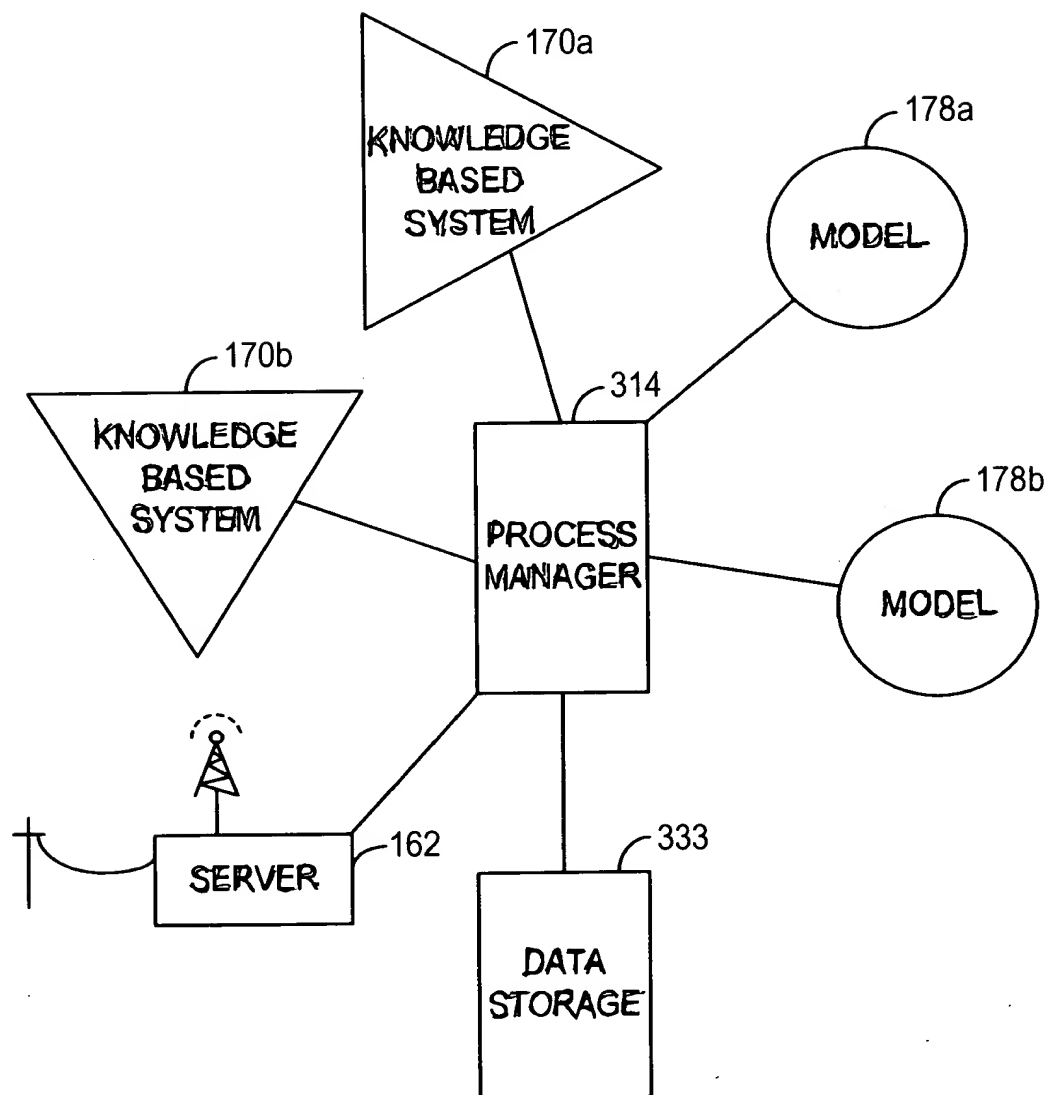 170a
KNOWLEDGE
BASED
SYSTEM
178a
MODEL
170b
KNOWLEDGE
BASED
SYSTEM
314
PROCESS
MANAGER
178b
MODEL
162
SERVER
333
DATA
STORAGE